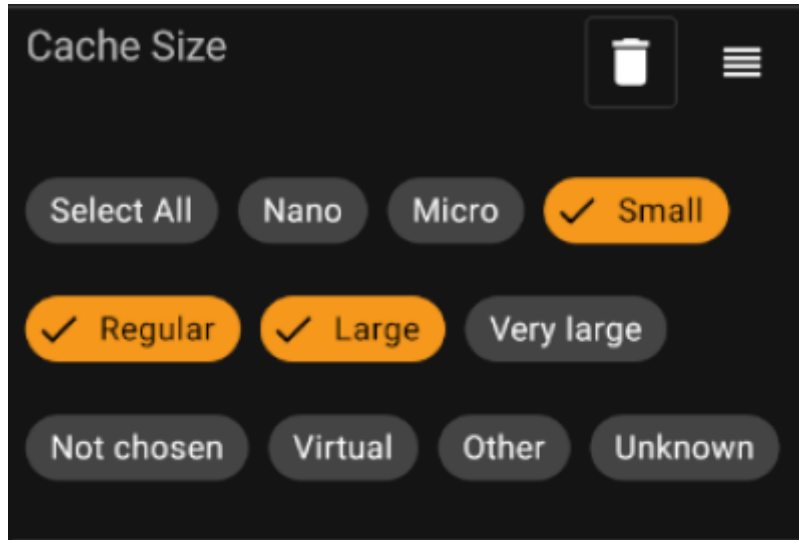 Cache Size
Select All Nano Micro Small
Regular Large Very large
Not chosen Virtual Other Unknown